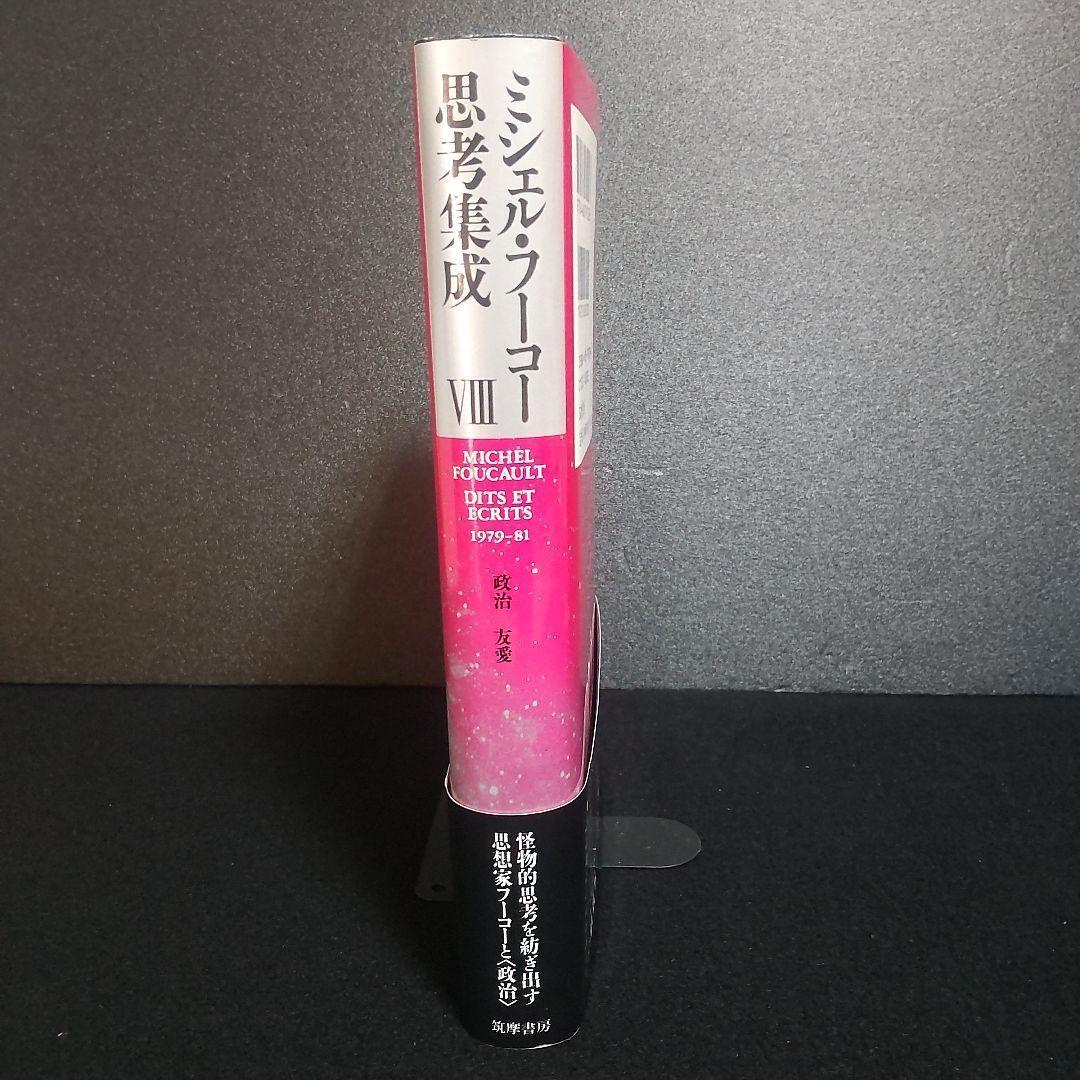 ミシェル・フーコー
思考集成
VIII
MICHEL
FOUCAULT
DITS ET
ECRITS
1979-81
政治 友愛
怪物的思考を紡ぎ出す
思想家フーコーと〈政治〉
筑摩書房